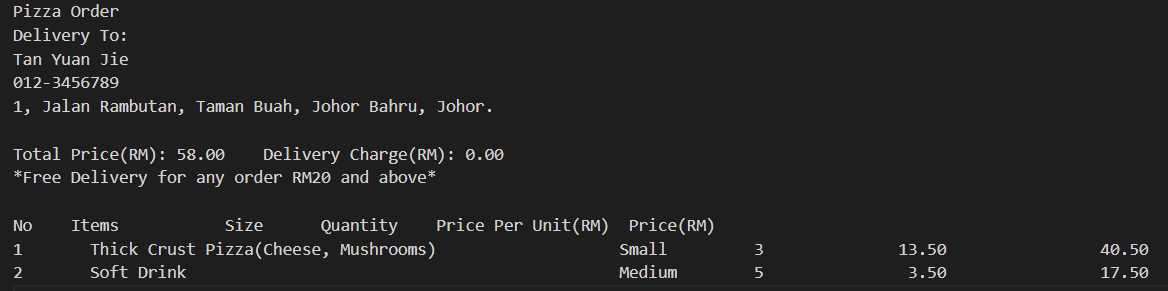 Pizza Order
Delivery To:
Tan Yuan Jie
012-3456789
1, Jalan Rambutan, Taman Buah, Johor Bahru, Johor.
Total Price(RM): 58.00    Delivery Charge(RM): 0.00
*Free Delivery for any order RM20 and above*
No    Items           Size      Quantity    Price Per Unit(RM)  Price(RM)
1       Thick Crust Pizza(Cheese, Mushrooms)                   Small         3              13.50                40.50
2       Soft Drink                                             Medium        5               3.50                17.50